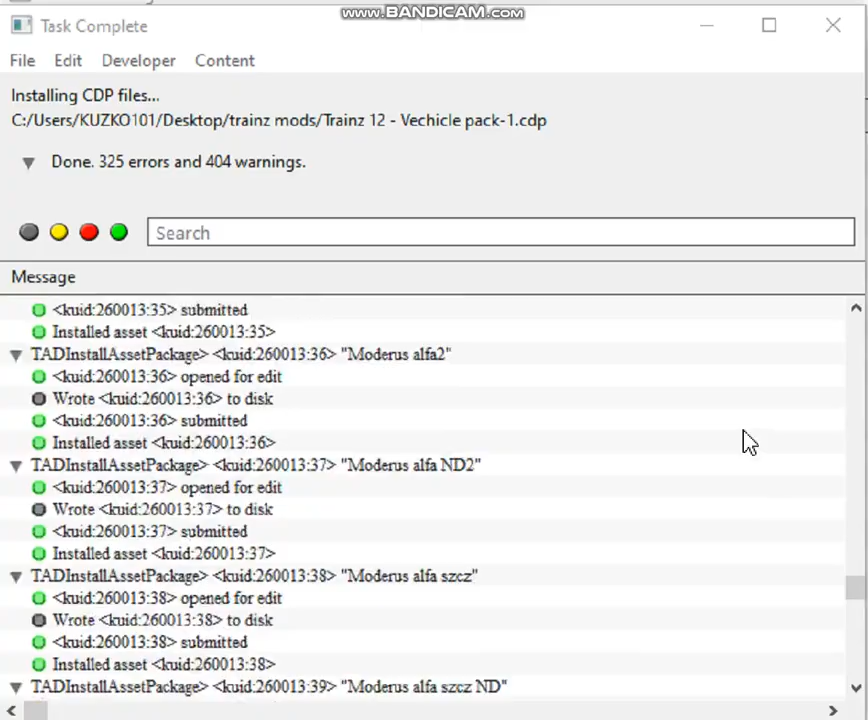 www.BANDICAM.com
Task Complete
File Edit Developer Content
Installing CDP files...
C:/Users/KUZKO101/Desktop/trainz mods/Trainz 12 - Vechicle pack-1.cdp
Done. 325 errors and 404 warnings.
Search
Message
<kuid:260013:35> submitted
Installed asset <kuid:260013:35>
TADInstallAssetPackage> <kuid:260013:36> "Moderus alfa2"
<kuid:260013:36> opened for edit
Wrote <kuid:260013:36> to disk
<kuid:260013:36> submitted
Installed asset <kuid:260013:36>
TADInstallAssetPackage> <kuid:260013:37> "Moderus alfa ND2"
<kuid:260013:37> opened for edit
Wrote <kuid:260013:37> to disk
<kuid:260013:37> submitted
Installed asset <kuid:260013:37>
TADInstallAssetPackage> <kuid:260013:38> "Moderus alfa szcz"
<kuid:260013:38> opened for edit
Wrote <kuid:260013:38> to disk
<kuid:260013:38> submitted
Installed asset <kuid:260013:38>
TADInstallAssetPackage> <kuid:260013:39> "Moderus alfa szcz ND"